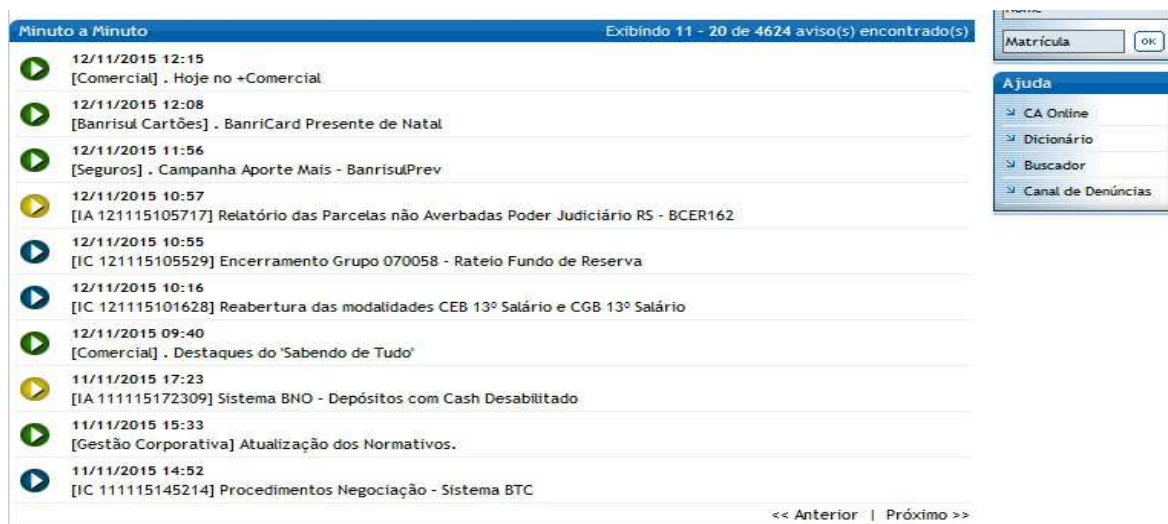 Minuto a Minuto
Exibindo 11 - 20 de 4624 aviso(s) encontrado(s)
12/11/2015 12:15
[Comercial] . Hoje no +Comercial
12/11/2015 12:08
[Banrisul Cartões] . BanriCard Presente de Natal
12/11/2015 11:56
[Seguros] . Campanha Aporte Mais - BanrisulPrev
12/11/2015 10:57
[IA 121115105717] Relatório das Parcelas não Averbadas Poder Judiciário RS - BCER162
12/11/2015 10:55
[IC 121115105529] Encerramento Grupo 070058 - Rateio Fundo de Reserva
12/11/2015 10:16
[IC 121115101628] Reabertura das modalidades CEB 13º Salário e CGB 13º Salário
12/11/2015 09:40
[Comercial] . Destaques do 'Sabendo de Tudo'
11/11/2015 17:23
[IA 111115172309] Sistema BNO - Depósitos com Cash Desabilitado
11/11/2015 15:33
[Gestão Corporativa] Atualização dos Normativos.
11/11/2015 14:52
[IC 111115145214] Procedimentos Negociação - Sistema BTC
<< Anterior | Próximo >>
Matrícula
OK
Ajuda
CA Online
Dicionário
Buscador
Canal de Denúncias